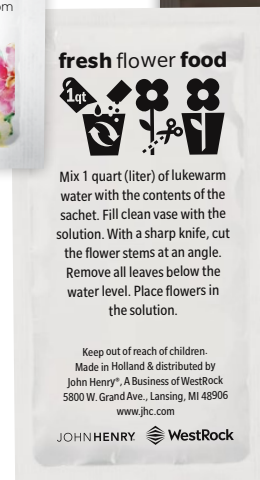 om
fresh flower food
1qt
Mix 1 quart (liter) of lukewarm
water with the contents of the
sachet. Fill clean vase with the
solution. With a sharp knife, cut
the flower stems at an angle.
Remove all leaves below the
water level. Place flowers in
the solution.
Keep out of reach of children.
Made in Holland & distributed by
John Henry®, A Business of WestRock
5800 W. Grand Ave., Lansing, MI 48906
www.jhc.com
JOHNHENRY WestRock